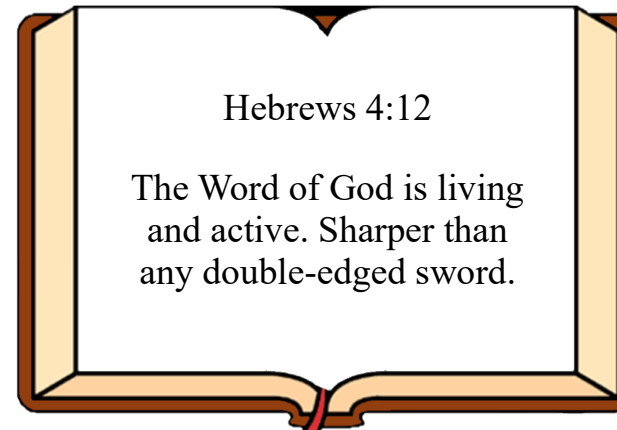 Hebrews 4:12
The Word of God is living
and active. Sharper than
any double-edged sword.